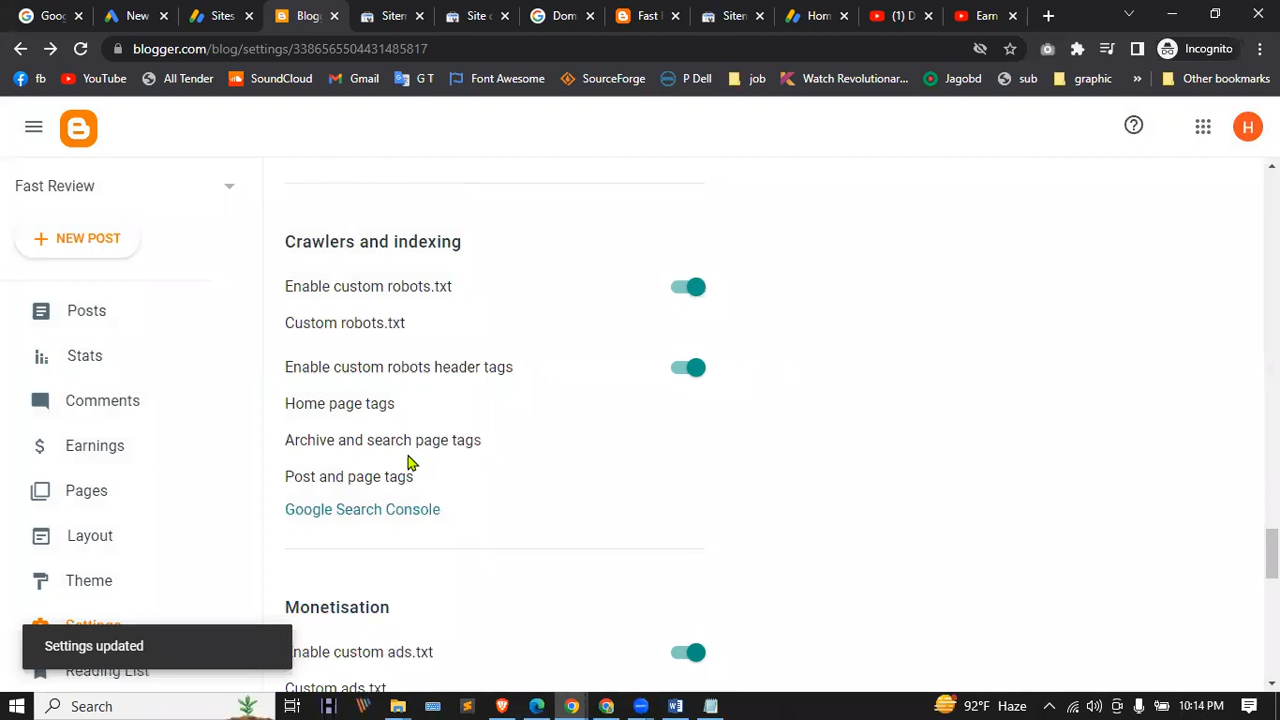 Goog
New
Sites
Blog
Sitem
Site c
Dom
Fast F
Sitem
Hom
(1) D
Earn
blogger.com/blog/settings/3386565504431485817
Incognito
fb
YouTube
All Tender
SoundCloud
Gmail
G T
Font Awesome
SourceForge
P Dell
job
Watch Revolutionar...
Jagobd
sub
graphic
»
Other bookmarks
H
Fast Review
+ NEW POST
Posts
Stats
Comments
Earnings
Pages
Layout
Theme
Settings
Reading List
Crawlers and indexing
Enable custom robots.txt
Custom robots.txt
Enable custom robots header tags
Home page tags
Archive and search page tags
Post and page tags
Google Search Console
Monetisation
Enable custom ads.txt
Custom ads.txt
Settings updated
Search
92°F Haze
10:14 PM